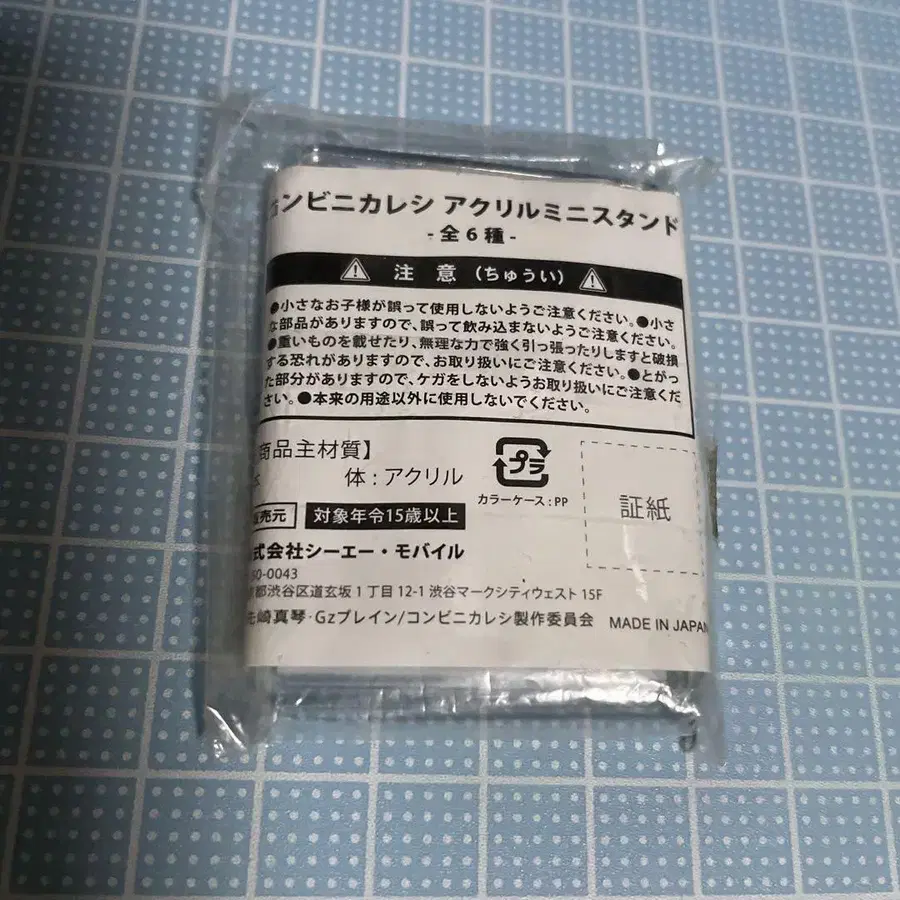 コンビニカレシ アクリルミニスタンド
- 全6種 -
注意（ちゅうい）
●小さなお子様が誤って使用しないようご注意ください。●小さ
な部品がありますので、誤って飲み込まないようご注意ください。
●重いものを載せたり、無理な力で強く引っ張ったりしますと破損
する恐れがありますので、お取り扱いにご注意ください。●とがっ
た部分がありますので、ケガをしないようお取り扱いにご注意くだ
さい。●本来の用途以外に使用しないでください。
商品主材質】
体：アクリル
プラ
カラーケース：PP
証紙
売元 対象年令15歳以上
式会社シーエー・モバイル
50-0043
都渋谷区道玄坂1丁目12-1 渋谷マークシティウェスト 15F
崎真琴・Gzブレイン/コンビニカレシ製作委員会 MADE IN JAPAN